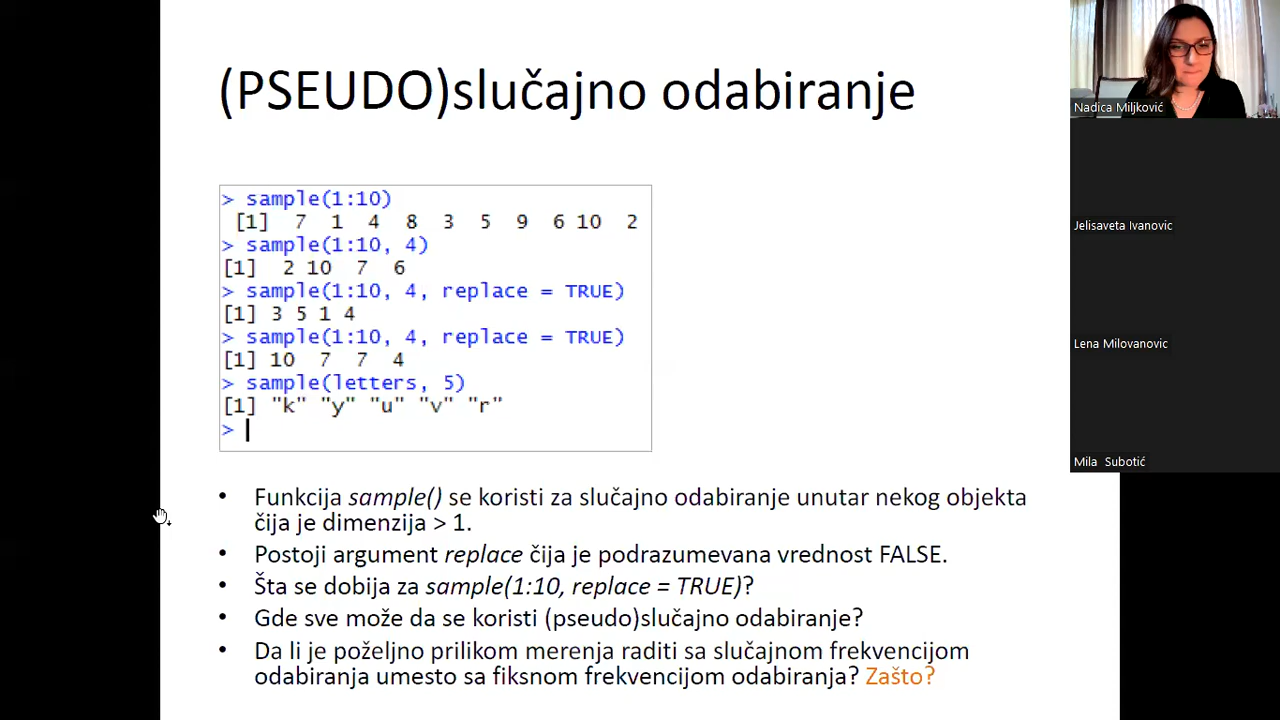 (PSEUDO)slučajno odabiranje
> sample(1:10)
[1] 7 1 4 8 3 5 9 6 10 2
> sample(1:10, 4)
[1] 2 10 7 6
> sample(1:10, 4, replace = TRUE)
[1] 3 5 1 4
> sample(1:10, 4, replace = TRUE)
[1] 10 7 7 4
> sample(letters, 5)
[1] "k" "y" "u" "v" "r"
>
• Funkcija sample() se koristi za slučajno odabiranje unutar nekog objekta
čija je dimenzija > 1.
• Postoji argument replace čija je podrazumevana vrednost FALSE.
• Šta se dobija za sample(1:10, replace = TRUE)?
• Gde sve može da se koristi (pseudo)slučajno odabiranje?
• Da li je poželjno prilikom merenja raditi sa slučajnom frekvencijom
odabiranja umesto sa fiksnom frekvencijom odabiranja? Zašto?
Nadica Miljković
Jelisaveta Ivanovic
Lena Milovanovic
Mila Subotić